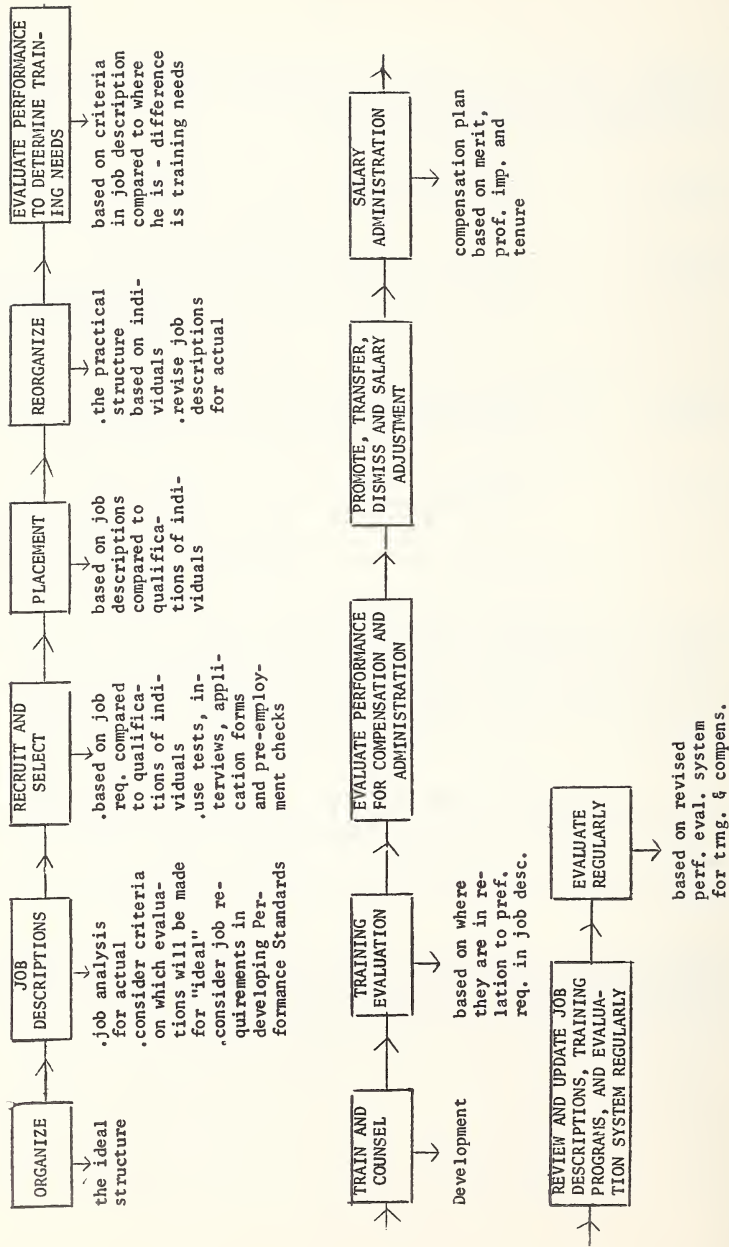 ORGANIZE
the ideal
structure
JOB
DESCRIPTIONS
.job analysis
for actual
.consider criteria
on which evalua-
tions will be made
for "ideal"
.consider job re-
quirements in
developing Per-
formance Standards
RECRUIT AND
SELECT
.based on job
req. compared
to qualifica-
tions of indi-
viduals
.use tests, in-
terviews, appli-
cation forms
and pre-employ-
ment checks
PLACEMENT
based on job
descriptions
compared to
qualifica-
tions of indi-
viduals
REORGANIZE
.the practical
structure
based on indi-
viduals
.revise job
descriptions
for actual
EVALUATE PERFORMANCE
TO DETERMINE TRAIN-
ING NEEDS
based on criteria
in job description
compared to where
he is - difference
is training needs
TRAIN AND
COUNSEL
Development
TRAINING
EVALUATION
based on where
they are in re-
lation to pref.
req. in job desc.
EVALUATE PERFORMANCE
FOR COMPENSATION AND
ADMINISTRATION
PROMOTE, TRANSFER,
DISMISS AND SALARY
ADJUSTMENT
SALARY
ADMINISTRATION
compensation plan
based on merit,
prof. imp. and
tenure
REVIEW AND UPDATE JOB
DESCRIPTIONS, TRAINING
PROGRAMS, AND EVALUA-
TION SYSTEM REGULARLY
EVALUATE
REGULARLY
based on revised
perf. eval. system
for trng. & compens.